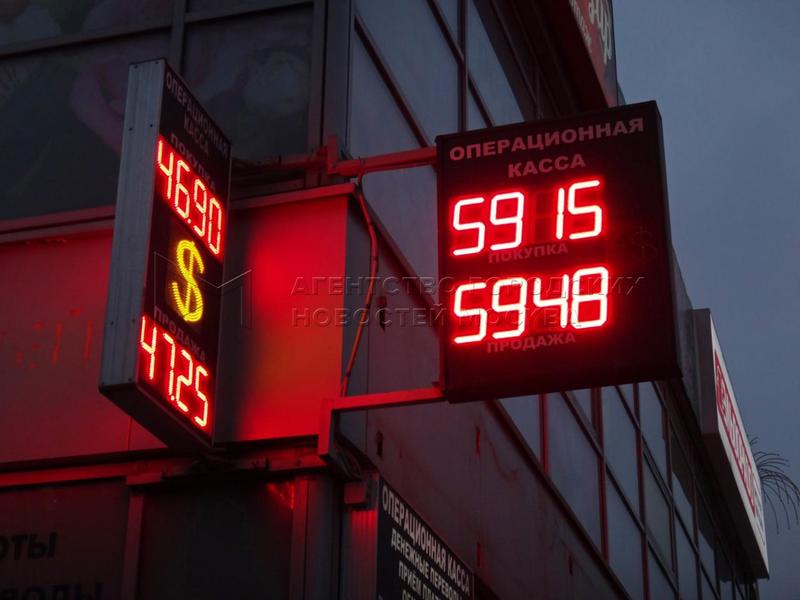 ОПЕРАЦИОННАЯ
КАССА
ПОКУПКА
46.90
$
ПРОДАЖА
47.25
ОПЕРАЦИОННАЯ
КАССА
59 15
ПОКУПКА
59.48
ПРОДАЖА
АГЕНТСТВО ГОРОДСКИХ
НОВОСТЕЙ МОСКВА
ОПЕРАЦИОННАЯ КАССА
ДЕНЕЖНЫЕ ПЕРЕВОДЫ